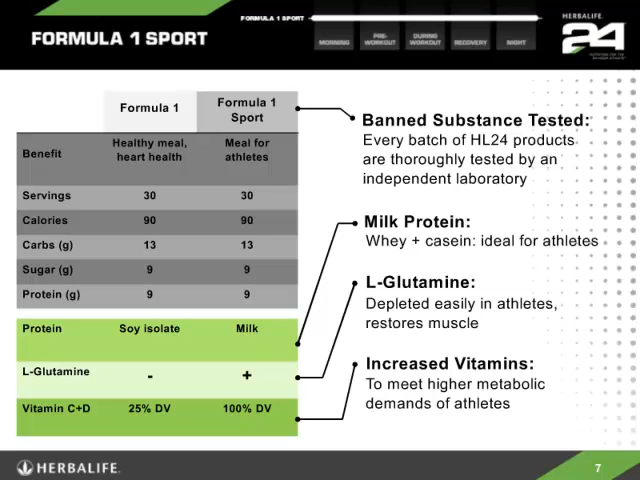 FORMULA 1 SPORT
MORNING
PRE-
WORKOUT
DURING
WORKOUT
RECOVERY
NIGHT
HERBALIFE
24
FORMULA 1 SPORT
Formula 1
Formula 1
Sport
Benefit
Healthy meal,
heart health
Meal for
athletes
Servings 30 30
Calories 90 90
Carbs (g) 13 13
Sugar (g) 9 9
Protein (g) 9 9
Protein Soy isolate Milk
L-Glutamine - +
Vitamin C+D 25% DV 100% DV
Banned Substance Tested:
Every batch of HL24 products
are thoroughly tested by an
independent laboratory
Milk Protein:
Whey + casein: ideal for athletes
L-Glutamine:
Depleted easily in athletes,
restores muscle
Increased Vitamins:
To meet higher metabolic
demands of athletes
HERBALIFE.
7